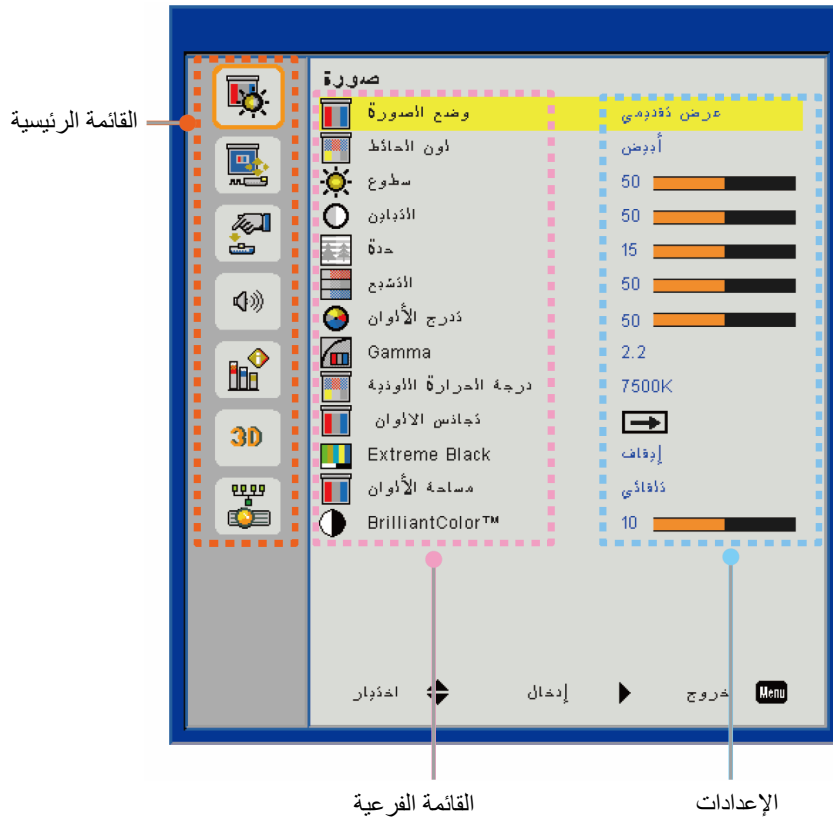 صورة
القائمة الرئيسية
وضع الصورة عرض تقديمي
لون الحائط أبيض
سطوع 50
التباين 50
حدة 15
التشبع 50
تدرج الألوان 50
Gamma 2.2
درجة الحرارة اللونية 7500K
تجانس الالوان
Extreme Black إيقاف
مساحة الألوان تلقائي
BrilliantColor™ 10
3D
اختيار إدخال خروج Menu
القائمة الفرعية الإعدادات